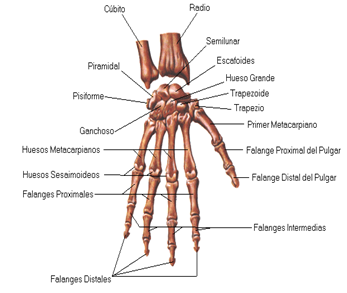 Cúbito
Radio
Semilunar
Escafoides
Piramidal
Hueso Grande
Pisiforme
Trapezoide
Trapezio
Ganchoso
Primer Metacarpiano
Huesos Metacarpianos
Falange Proximal del Pulgar
Huesos Sesaimoideos
Falange Distal del Pulgar
Falanges Proximales
Falanges Intermedias
Falanges Distales